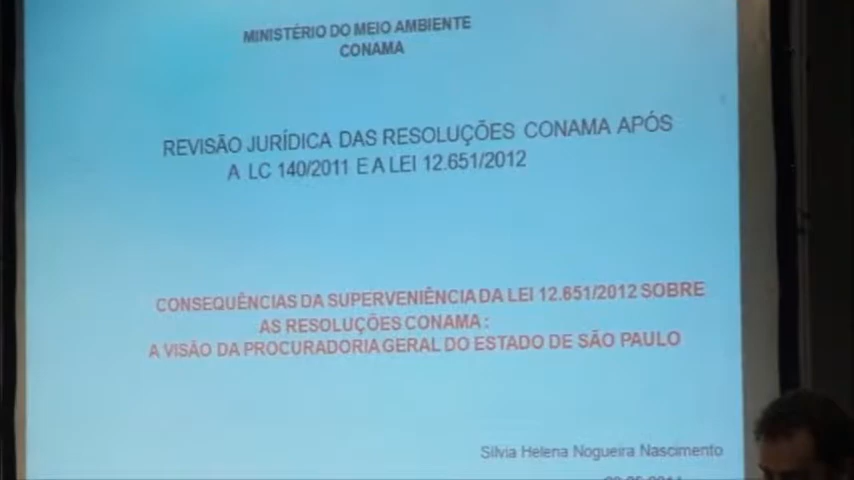 MINISTÉRIO DO MEIO AMBIENTE
CONAMA
REVISÃO JURÍDICA DAS RESOLUÇÕES CONAMA APÓS
A LC 140/2011 E A LEI 12.651/2012
CONSEQUÊNCIAS DA SUPERVENIÊNCIA DA LEI 12.651/2012 SOBRE
AS RESOLUÇÕES CONAMA :
A VISÃO DA PROCURADORIA GERAL DO ESTADO DE SÃO PAULO
Silvia Helena Nogueira Nascimento